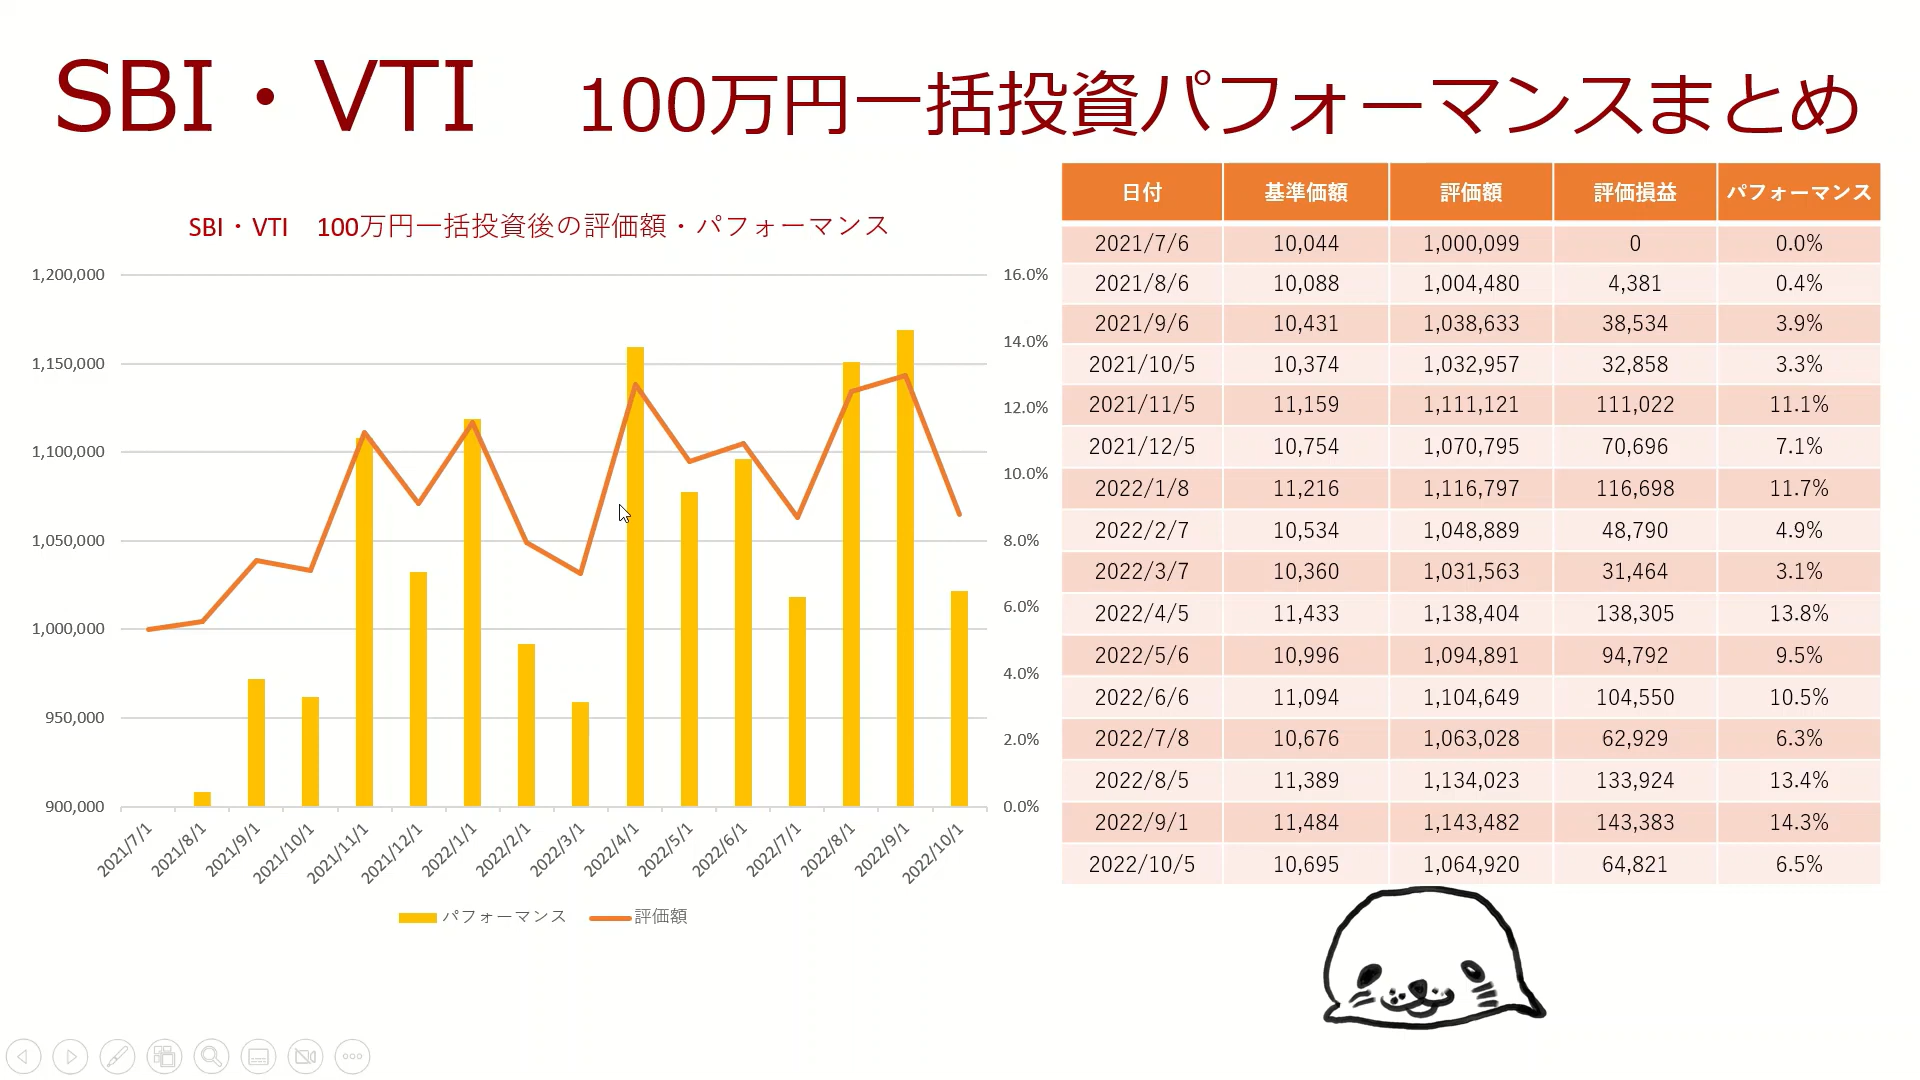 SBI・VTI 100万円一括投資パフォーマンスまとめ
SBI・VTI 100万円一括投資後の評価額・パフォーマンス
1,200,000
1,150,000
1,100,000
1,050,000
1,000,000
950,000
900,000
16.0%
14.0%
12.0%
10.0%
8.0%
6.0%
4.0%
2.0%
0.0%
2021/7/1
2021/8/1
2021/9/1
2021/10/1
2021/11/1
2021/12/1
2022/1/1
2022/2/1
2022/3/1
2022/4/1
2022/5/1
2022/6/1
2022/7/1
2022/8/1
2022/9/1
2022/10/1
パフォーマンス 評価額
日付 基準価額 評価額 評価損益 パフォーマンス
2021/7/6 10,044 1,000,099 0 0.0%
2021/8/6 10,088 1,004,480 4,381 0.4%
2021/9/6 10,431 1,038,633 38,534 3.9%
2021/10/5 10,374 1,032,957 32,858 3.3%
2021/11/5 11,159 1,111,121 111,022 11.1%
2021/12/5 10,754 1,070,795 70,696 7.1%
2022/1/8 11,216 1,116,797 116,698 11.7%
2022/2/7 10,534 1,048,889 48,790 4.9%
2022/3/7 10,360 1,031,563 31,464 3.1%
2022/4/5 11,433 1,138,404 138,305 13.8%
2022/5/6 10,996 1,094,891 94,792 9.5%
2022/6/6 11,094 1,104,649 104,550 10.5%
2022/7/8 10,676 1,063,028 62,929 6.3%
2022/8/5 11,389 1,134,023 133,924 13.4%
2022/9/1 11,484 1,143,482 143,383 14.3%
2022/10/5 10,695 1,064,920 64,821 6.5%